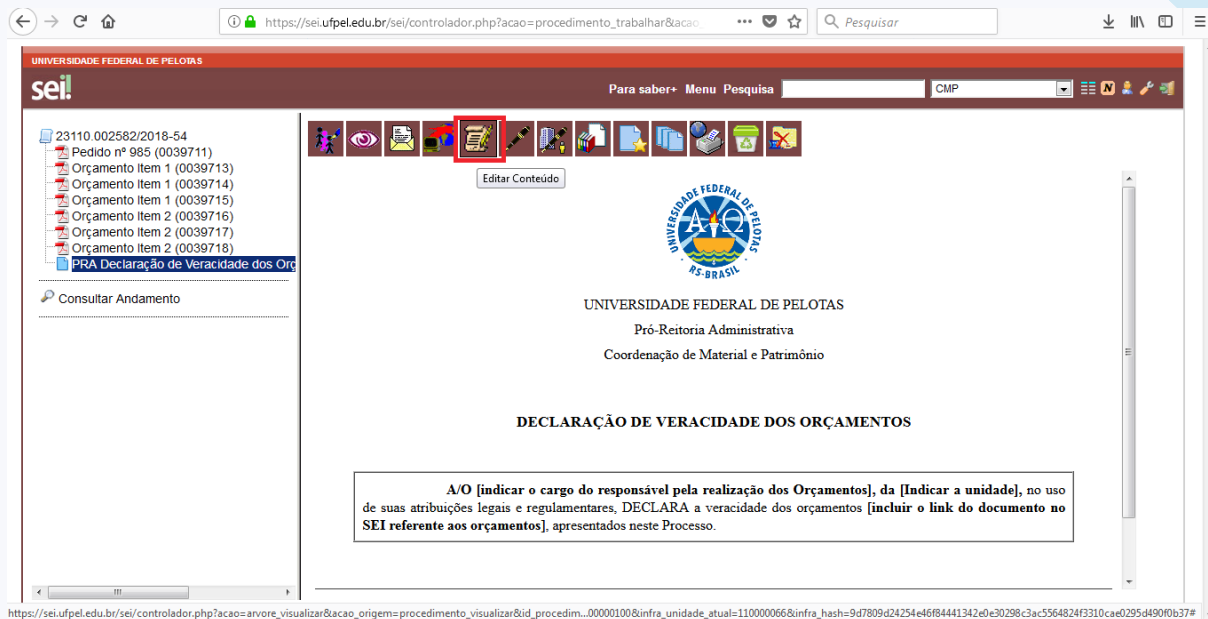 https://sei.ufpel.edu.br/sei/controlador.php?acao=procedimento_trabalhar&acao
Pesquisar
UNIVERSIDADE FEDERAL DE PELOTAS
sei!
Para saber+ Menu Pesquisa
CMP
N
23110.002582/2018-54
Pedido nº 985 (0039711)
Orçamento Item 1 (0039713)
Orçamento Item 1 (0039714)
Orçamento Item 1 (0039715)
Orçamento Item 2 (0039716)
Orçamento Item 2 (0039717)
Orçamento Item 2 (0039718)
PRA Declaração de Veracidade dos Orç
Consultar Andamento
Editar Conteúdo
UNIVERSIDADE FEDERAL DE PELOTAS
RS-BRASIL
UNIVERSIDADE FEDERAL DE PELOTAS
Pró-Reitoria Administrativa
Coordenação de Material e Patrimônio
DECLARAÇÃO DE VERACIDADE DOS ORÇAMENTOS
A/O [indicar o cargo do responsável pela realização dos Orçamentos], da [Indicar a unidade], no uso
de suas atribuições legais e regulamentares, DECLARA a veracidade dos orçamentos [incluir o link do documento no
SEI referente aos orçamentos], apresentados neste Processo.
https://sei.ufpel.edu.br/sei/controlador.php?acao=arvore_visualizar&acao_origem=procedimento_visualizar&id_procedim...00000100&infra_unidade_atual=110000066&infra_hash=9d7809d24254e46f84441342e0e30298c3ac5564824f3310cae0295d490f0b37#